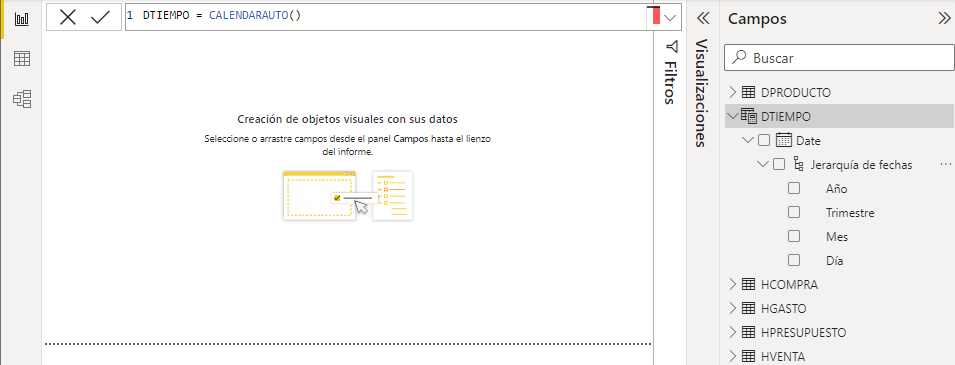 1 DTIEMPO = CALENDARAUTO()
Creación de objetos visuales con sus datos
Seleccione o arrastre campos desde el panel Campos hasta el lienzo
del informe.
Filtros
Visualizaciones
Campos
Buscar
DPRODUCTO
DTIEMPO
Date
Jerarquía de fechas
Año
Trimestre
Mes
Día
HCOMPRA
HGASTO
HPRESUPUESTO
HVENTA